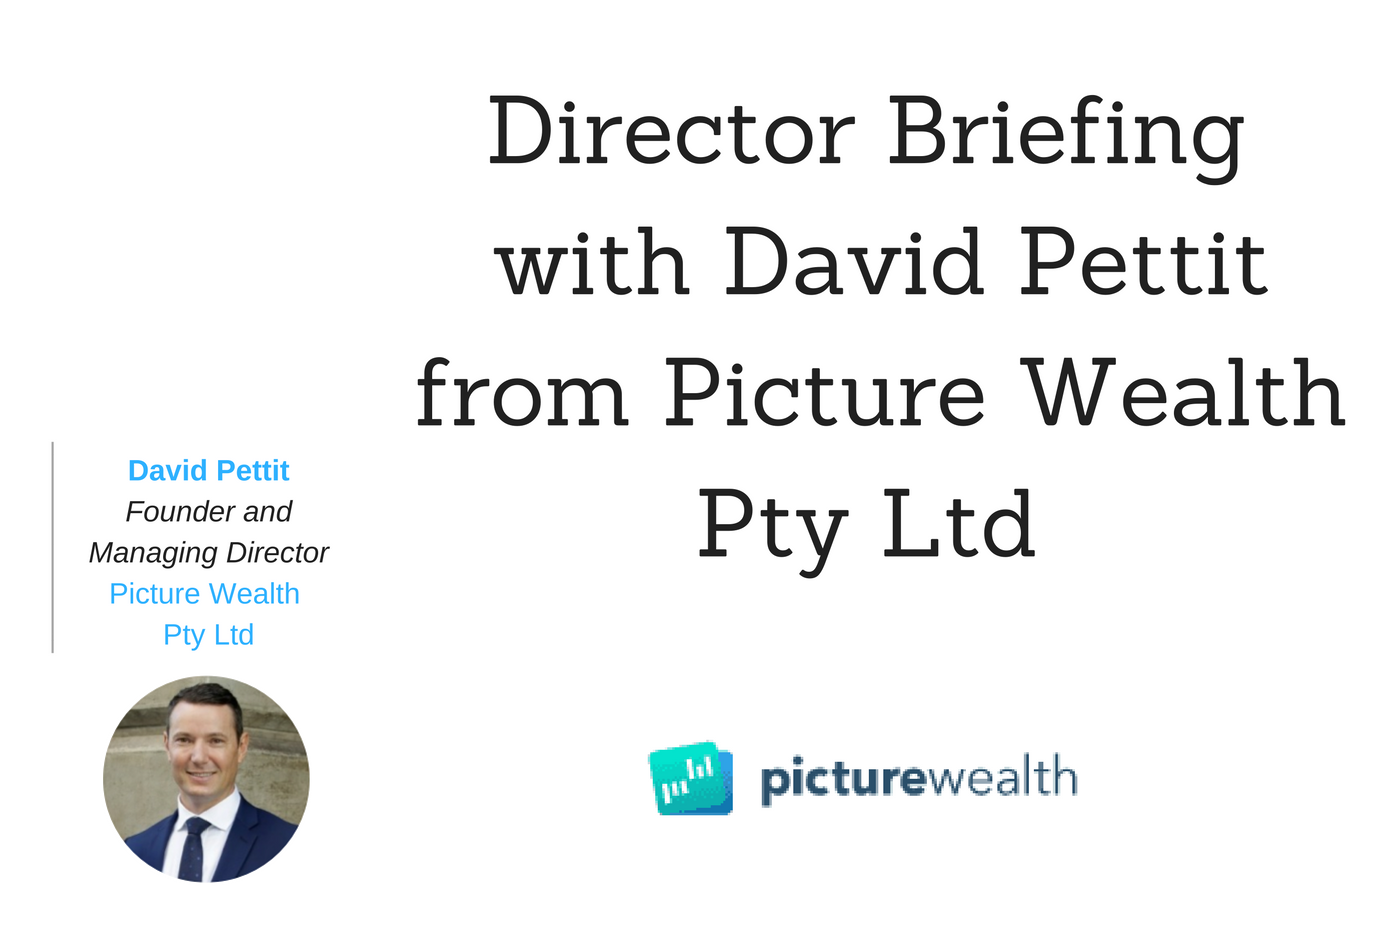 Director Briefing
with David Pettit
from Picture Wealth
Pty Ltd
David Pettit
Founder and
Managing Director
Picture Wealth
Pty Ltd
picturewealth